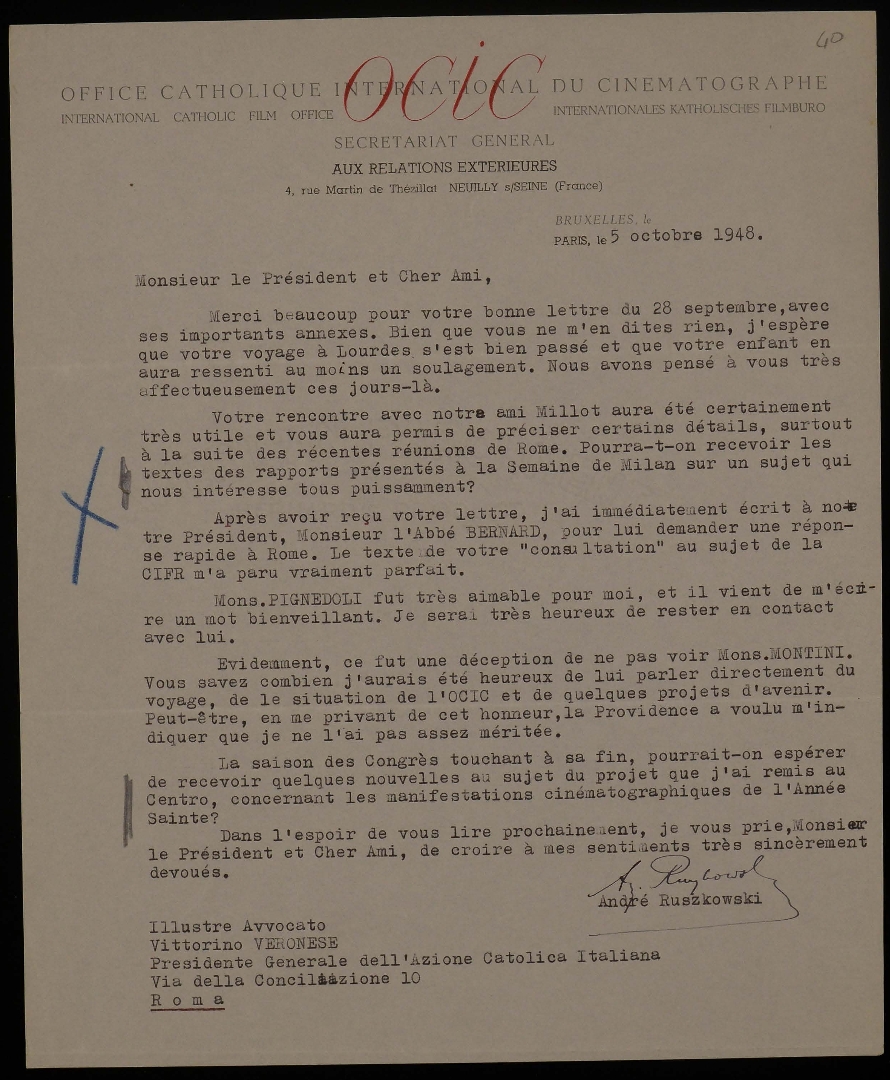 40
OFFICE CATHOLIQUE INTERNATIONAL DU CINEMATOGRAPHE
OCIC
INTERNATIONAL CATHOLIC FILM OFFICE INTERNATIONALES KATHOLISCHES FILMBURO
SECRETARIAT GENERAL
AUX RELATIONS EXTERIEURES
4, rue Martin de Thézillat NEUILLY s/SEINE (France)
BRUXELLES, le
PARIS, le 5 octobre 1948.
Monsieur le Président et Cher Ami,
Merci beaucoup pour votre bonne lettre du 28 septembre,avec
ses importants annexes. Bien que vous ne m'en dites rien, j'espère
que votre voyage à Lourdes s'est bien passé et que votre enfant en
aura ressenti au moins un soulagement. Nous avons pensé à vous très
affectueusement ces jours-là.
Votre rencontre avec notre ami Millot aura été certainement
très utile et vous aura permis de préciser certains détails, surtout
à la suite des récentes réunions de Rome. Pourra-t-on recevoir les
textes des rapports présentés à la Semaine de Milan sur un sujet qui
nous intéresse tous puissamment?
Après avoir reçu votre lettre, j'ai immédiatement écrit à no
tre Président, Monsieur l'Abbé BERNARD, pour lui demander une répon-
se rapide à Rome. Le texte de votre "consultation" au sujet de la
CIFR m'a paru vraiment parfait.
Mons.PIGNEDOLI fut très aimable pour moi, et il vient de m'écri-
re un mot bienveillant. Je serai très heureux de rester en contact
avec lui.
Evidemment, ce fut une déception de ne pas voir Mons.MONTINI.
Vous savez combien j'aurais été heureux de lui parler directement du
voyage, de le situation de l'OCIC et de quelques projets d'avenir.
Peut-être, en me privant de cet honneur,la Providence a voulu m'in-
diquer que je ne l'ai pas assez méritée.
La saison des Congrès touchant à sa fin, pourrait-on espérer
de recevoir quelques nouvelles au sujet du projet que j'ai remis au
Centro, concernant les manifestations cinématographiques de l'Année
Sainte?
Dans l'espoir de vous lire prochainement, je vous prie,Monsieur
le Président et Cher Ami, de croire à mes sentiments très sincèrement
devoués.
André Ruszkowski
Illustre Avvocato
Vittorino VERONESE
Presidente Generale dell'Azione Catolica Italiana
Via della Conciliazione 10
R o m a